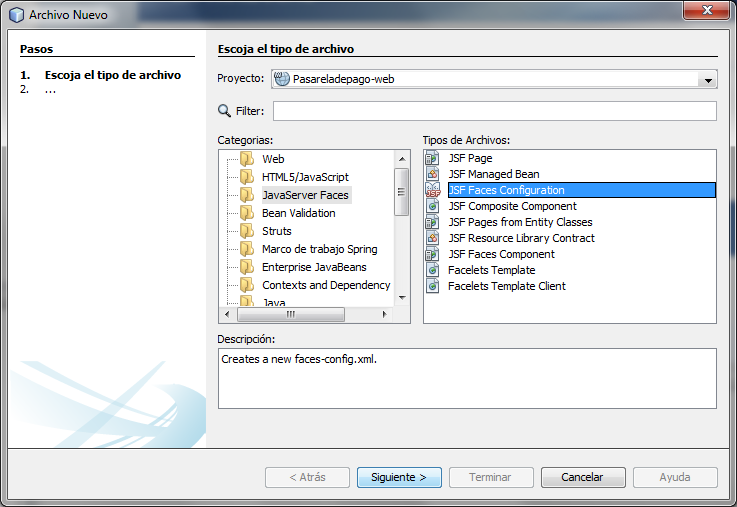 Archivo Nuevo
Pasos
1. Escoja el tipo de archivo
2. ...
Escoja el tipo de archivo
Proyecto: Pasareladepago-web
Filter:
Categorias:
Web
HTML5/JavaScript
JavaServer Faces
Bean Validation
Struts
Marco de trabajo Spring
Enterprise JavaBeans
Contexts and Dependency
Java
Tipos de Archivos:
JSF Page
JSF Managed Bean
JSF Faces Configuration
JSF Composite Component
JSF Pages from Entity Classes
JSF Resource Library Contract
JSF Faces Component
Facelets Template
Facelets Template Client
Descripción:
Creates a new faces-config.xml.
< Atrás
Siguiente >
Terminar
Cancelar
Ayuda